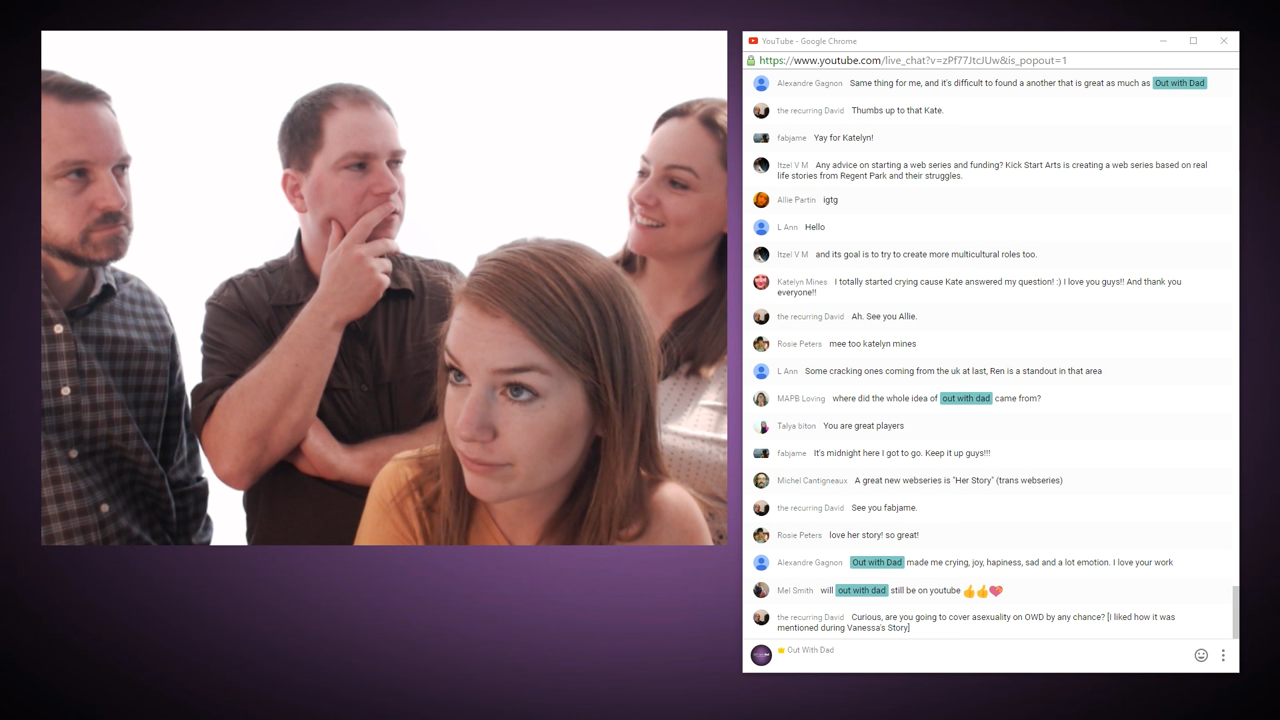 YouTube - Google Chrome
https://www.youtube.com/live_chat?v=zPf77JtcJUw&is_popout=1
Alexandre Gagnon Same thing for me, and it's difficult to found a another that is great as much as Out with Dad
the recurring David Thumbs up to that Kate.
fabjame Yay for Katelyn!
Itzel V M Any advice on starting a web series and funding? Kick Start Arts is creating a web series based on real
life stories from Regent Park and their struggles.
Allie Partin igtg
L Ann Hello
Itzel V M and its goal is to try to create more multicultural roles too.
Katelyn Mines I totally started crying cause Kate answered my question! :) I love you guys!! And thank you
everyone!!
the recurring David Ah. See you Allie.
Rosie Peters mee too katelyn mines
L Ann Some cracking ones coming from the uk at last, Ren is a standout in that area
MAPB Loving where did the whole idea of out with dad came from?
Talya biton You are great players
fabjame It's midnight here I got to go. Keep it up guys!!!
Michel Cantigneaux A great new webseries is "Her Story" (trans webseries)
the recurring David See you fabjame.
Rosie Peters love her story! so great!
Alexandre Gagnon Out with Dad made me crying, joy, hapiness, sad and a lot emotion. I love your work
Mel Smith will out with dad still be on youtube 👍👍💖
the recurring David Curious, are you going to cover asexuality on OWD by any chance? [I liked how it was
mentioned during Vanessa's Story]
Out With Dad